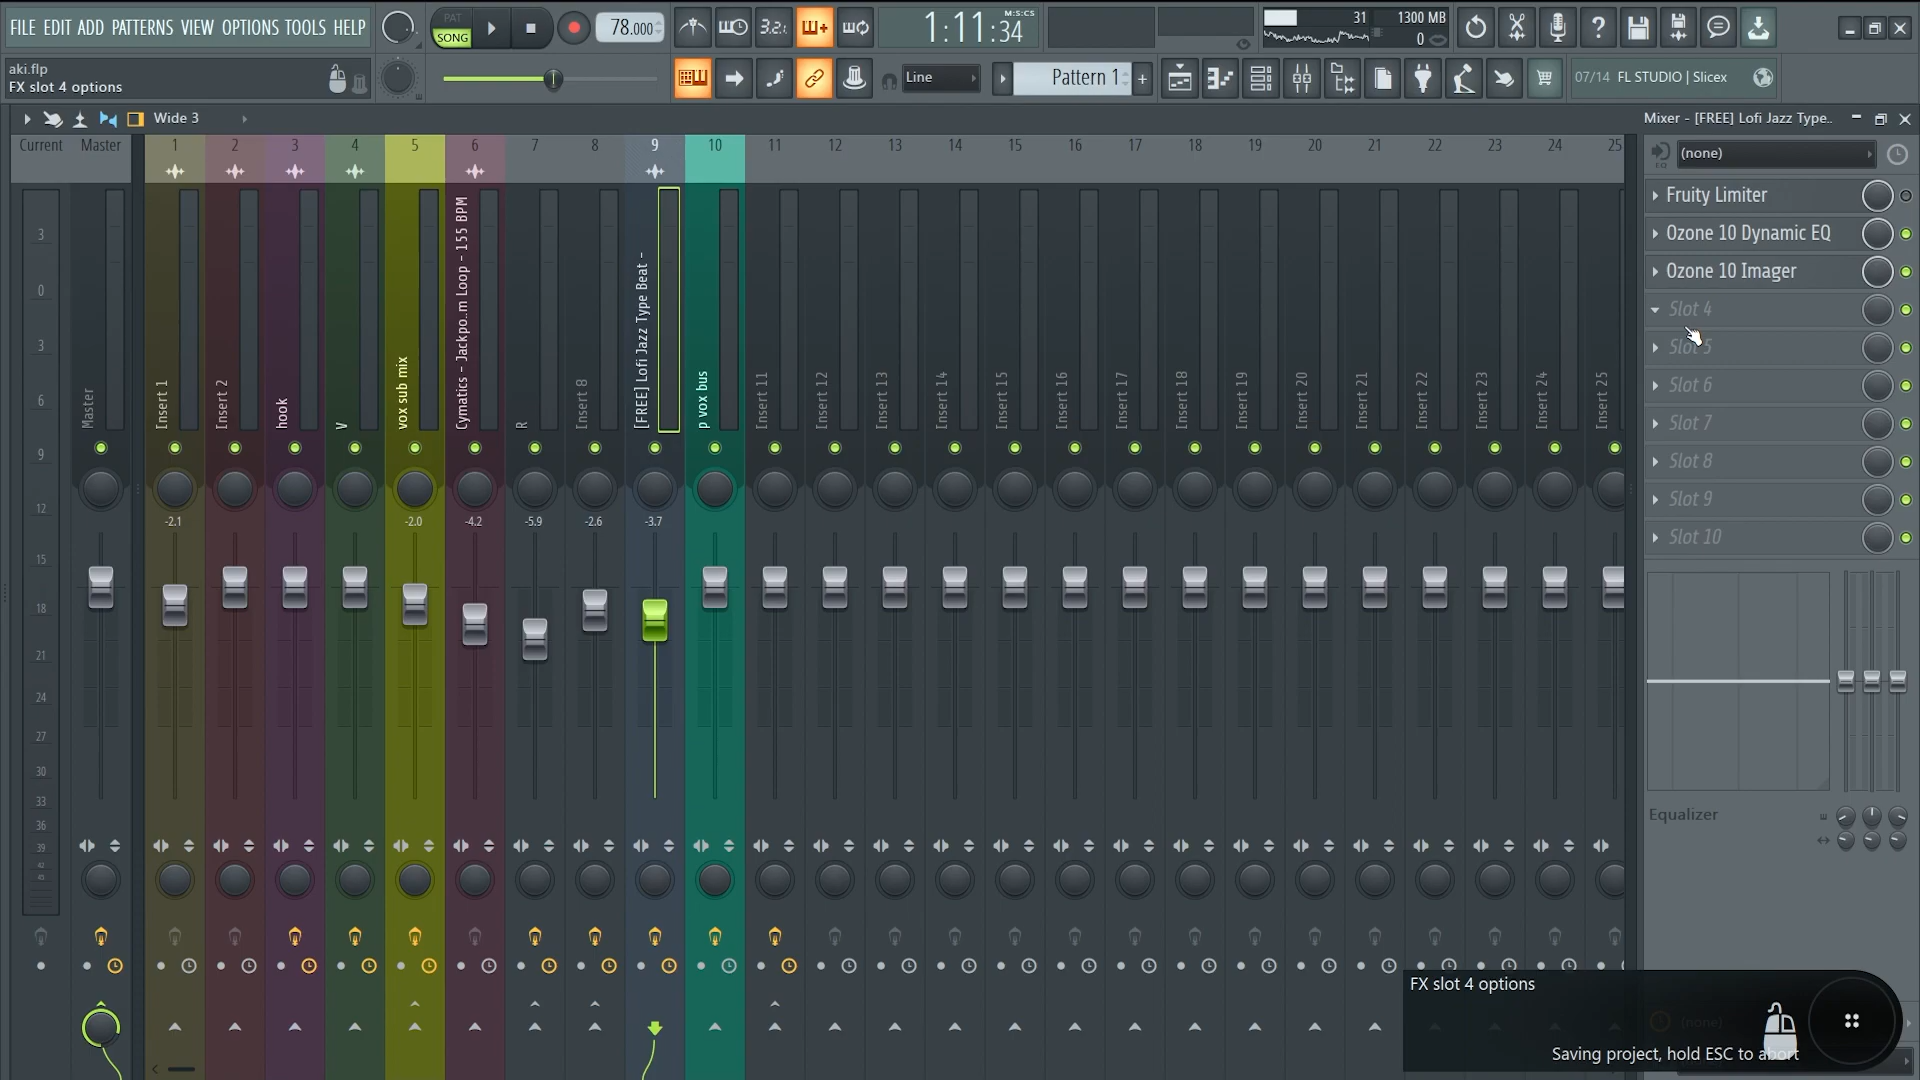 FILE EDIT ADD PATTERNS VIEW OPTIONS TOOLS HELP
PAT
SONG
78.000
3.2.
1:11:34
M:S:CS
31
1300 MB
0
aki.flp
FX slot 4 options
Line
Pattern 1
+
07/14 FL STUDIO | Slicex
Wide 3
Mixer - [FREE] Lofi Jazz Type..
Current Master 1 2 3 4 5 6 7 8 9 10 11 12 13 14 15 16 17 18 19 20 21 22 23 24 25
(none)
Fruity Limiter
Ozone 10 Dynamic EQ
Ozone 10 Imager
Slot 4
Slot 5
Slot 6
Slot 7
Slot 8
Slot 9
Slot 10
3
0
3
6
9
12
15
18
21
24
27
30
33
36
39
42
45
Master
Insert 1
Insert 2
hook
V
vox sub mix
Cymatics - Jackpo..m Loop - 155 BPM
R
Insert 8
[FREE] Lofi Jazz Type Beat -
p vox bus
Insert 11
Insert 12
Insert 13
Insert 14
Insert 15
Insert 16
Insert 17
Insert 18
Insert 19
Insert 20
Insert 21
Insert 22
Insert 23
Insert 24
Insert 25
-2.1 -2.0 -4.2 -5.9 -2.6 -3.7
Equalizer
FX slot 4 options
(none)
Saving project, hold ESC to abort